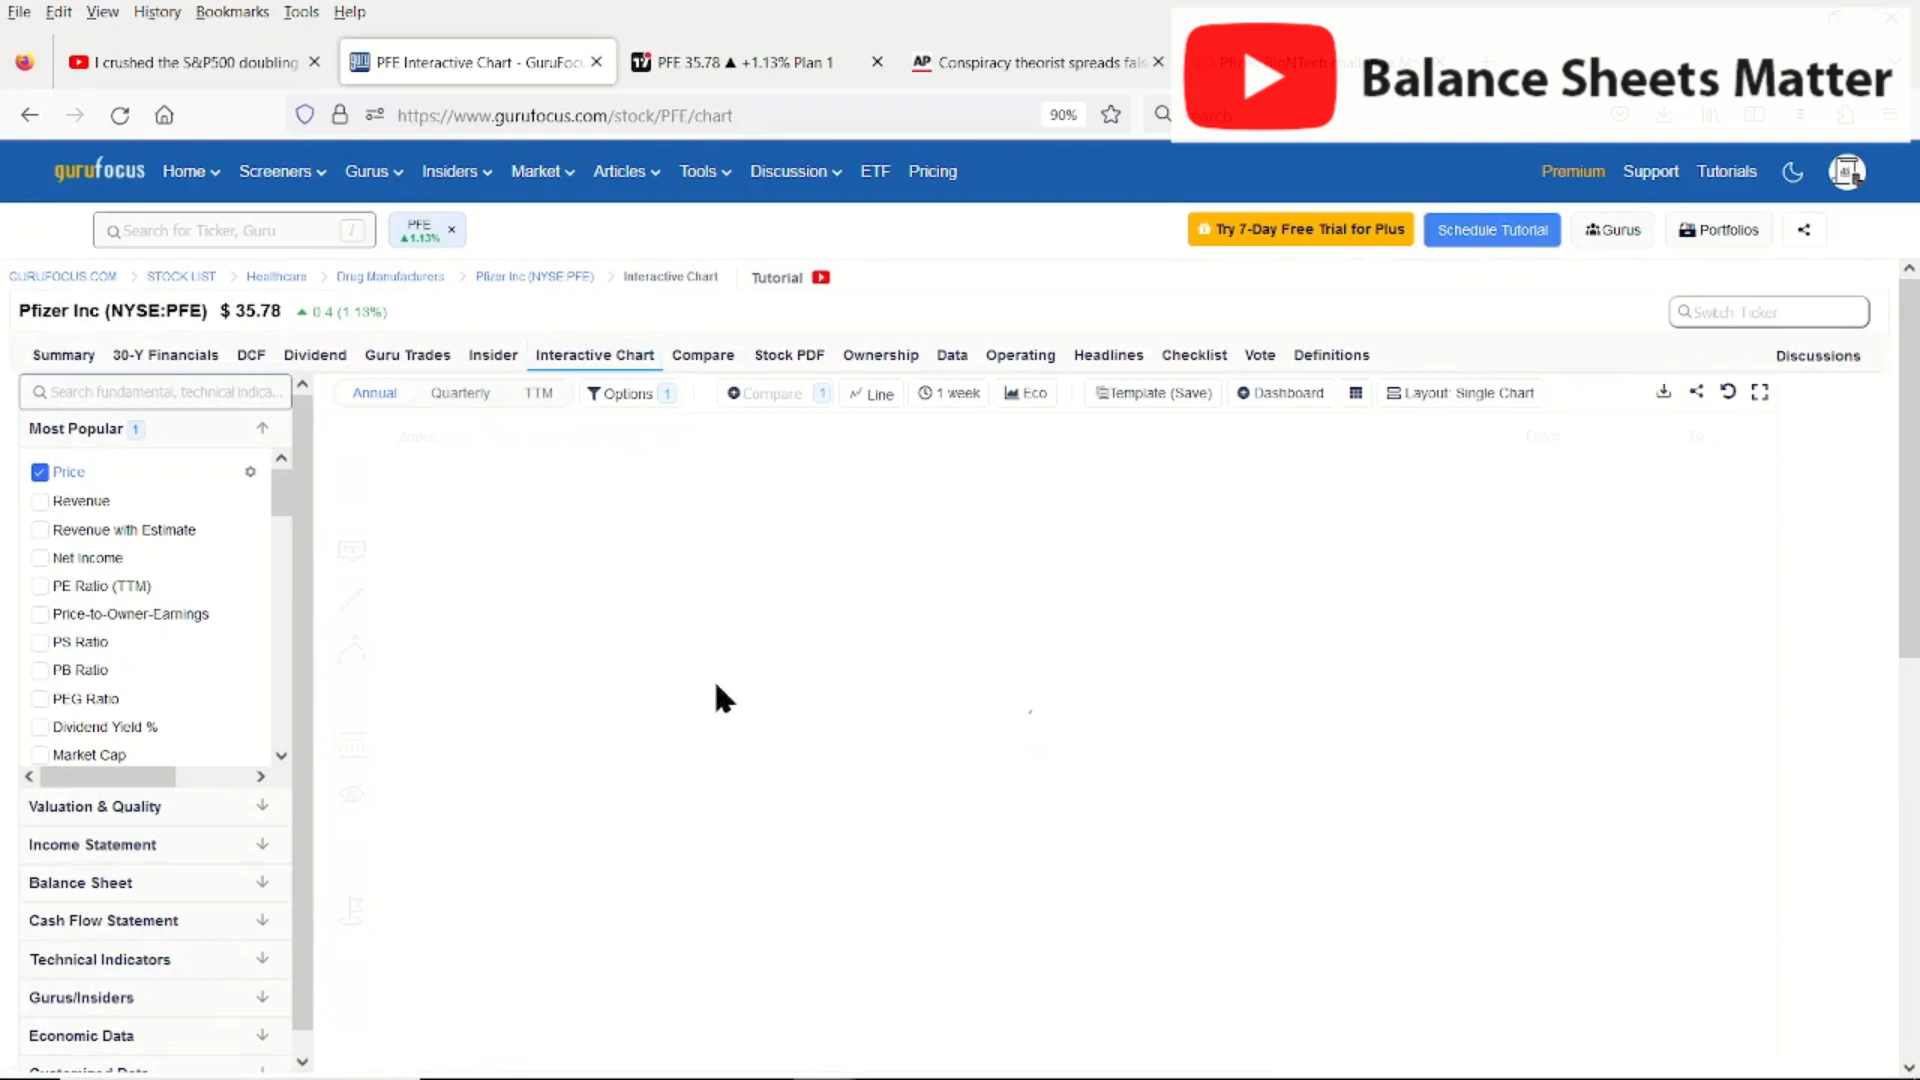 File Edit View History Bookmarks Tools Help
I crushed the S&P500 doubling
PFE Interactive Chart - GuruFoc
PFE 35.78 ▲ +1.13% Plan 1
AP Conspiracy theorist spreads fals
Balance Sheets Matter
https://www.gurufocus.com/stock/PFE/chart
90%
gurufocus Home Screeners Gurus Insiders Market Articles Tools Discussion ETF Pricing Premium Support Tutorials
Search for Ticker, Guru /
PFE
▲1.13%
Try 7-Day Free Trial for Plus Schedule Tutorial Gurus Portfolios
GURUFOCUS.COM STOCK LIST Healthcare Drug Manufacturers Pfizer Inc (NYSE:PFE) Interactive Chart Tutorial
Pfizer Inc (NYSE:PFE) $ 35.78 ▲ 0.4 (1.13%)
Switch Ticker
Summary 30-Y Financials DCF Dividend Guru Trades Insider Interactive Chart Compare Stock PDF Ownership Data Operating Headlines Checklist Vote Definitions Discussions
Search fundamental, technical indica...
Annual Quarterly TTM Options 1 Compare 1 Line 1 week Eco Template (Save) Dashboard Layout: Single Chart
Most Popular 1
Zoom From To
Price
Revenue
Revenue with Estimate
Net Income
PE Ratio (TTM)
Price-to-Owner-Earnings
PS Ratio
PB Ratio
PEG Ratio
Dividend Yield %
Market Cap
Valuation & Quality
Income Statement
Balance Sheet
Cash Flow Statement
Technical Indicators
Gurus/Insiders
Economic Data
Customized Data